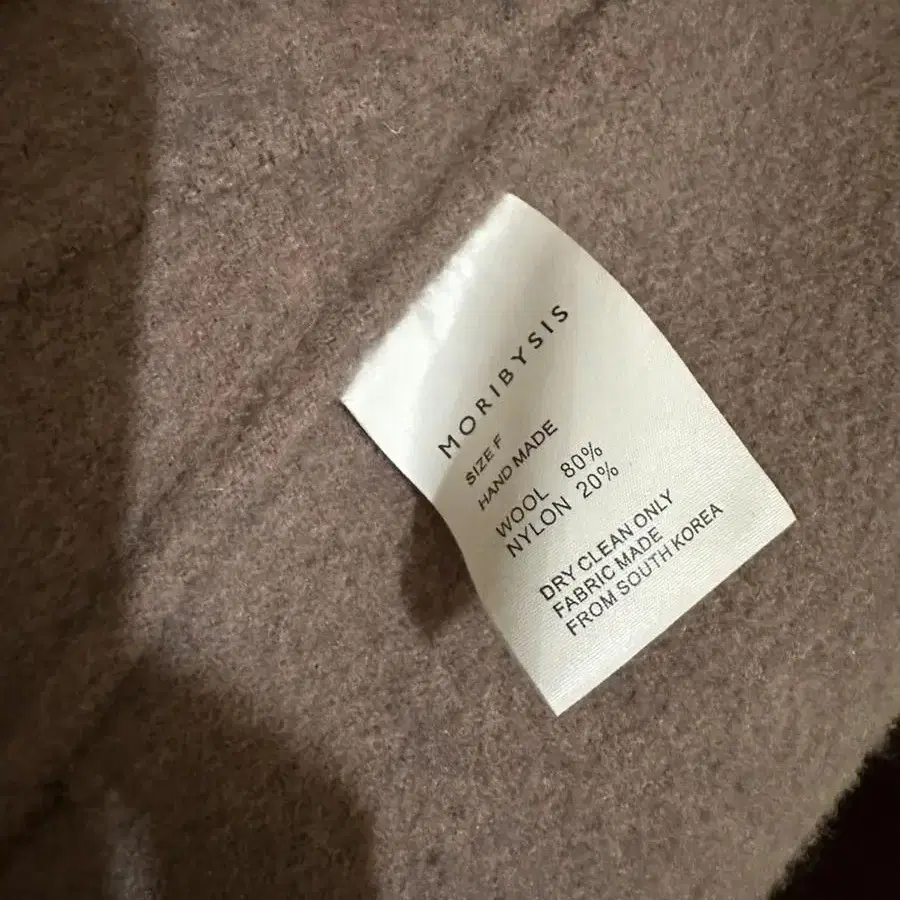 MORIBYSIS
SIZE F
HAND MADE
WOOL 80%
NYLON 20%
DRY CLEAN ONLY
FABRIC MADE
FROM SOUTH KOREA